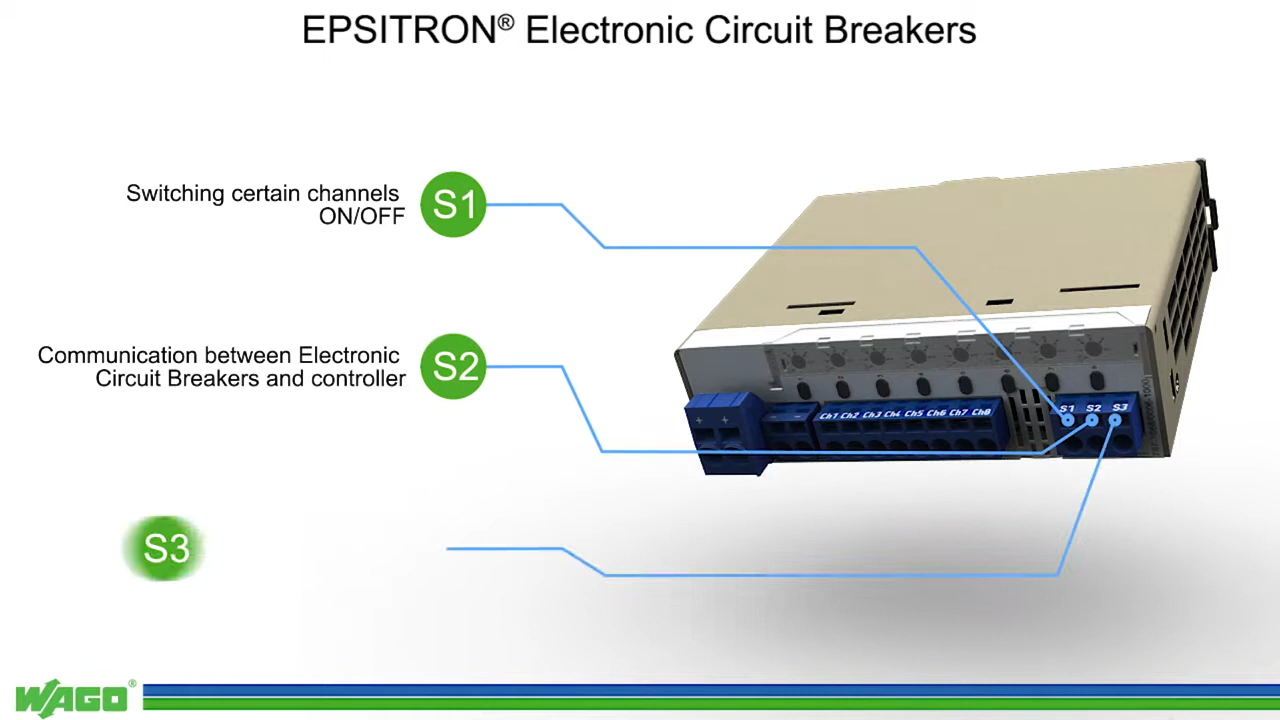 EPSITRON® Electronic Circuit Breakers
Switching certain channels
ON/OFF
S1
Communication between Electronic
Circuit Breakers and controller
S2
S3
+ + - -
Ch1 Ch2 Ch3 Ch4 Ch5 Ch6 Ch7 Ch8
S1 S2 S3
WAGO®